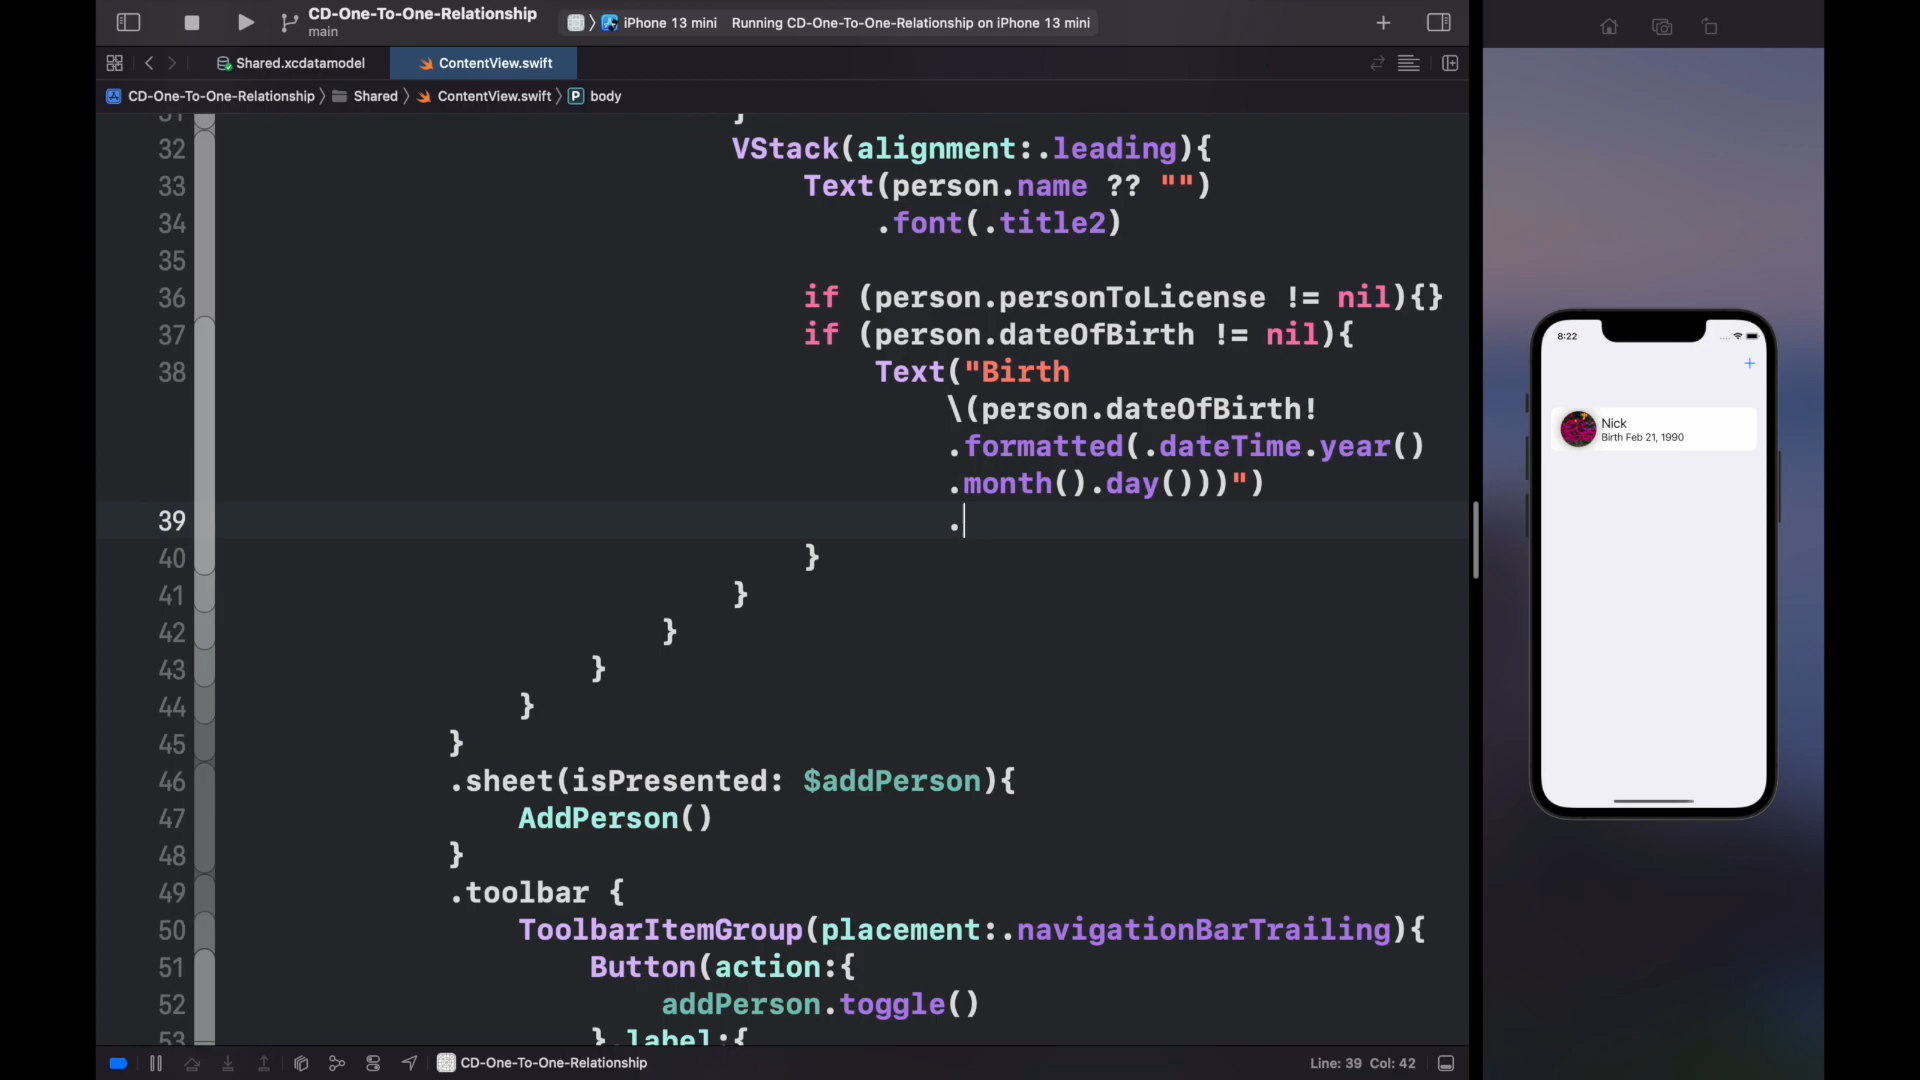 CD-One-To-One-Relationship
main
iPhone 13 mini Running CD-One-To-One-Relationship on iPhone 13 mini
Shared.xcdatamodel ContentView.swift
CD-One-To-One-Relationship Shared ContentView.swift P body
31 }
32 VStack(alignment:.leading){
33 Text(person.name ?? "")
34 .font(.title2)
35
36 if (person.personToLicense != nil){}
37 if (person.dateOfBirth != nil){
38 Text("Birth
\(person.dateOfBirth!
.formatted(.dateTime.year()
.month().day()))")
39 .
40 }
41 }
42 }
43 }
44 }
45 }
46 .sheet(isPresented: $addPerson){
47 AddPerson()
48 }
49 .toolbar {
50 ToolbarItemGroup(placement:.navigationBarTrailing){
51 Button(action:{
52 addPerson.toggle()
53 },label:{
CD-One-To-One-Relationship
Line: 39 Col: 42
8:22
+
Nick
Birth Feb 21, 1990